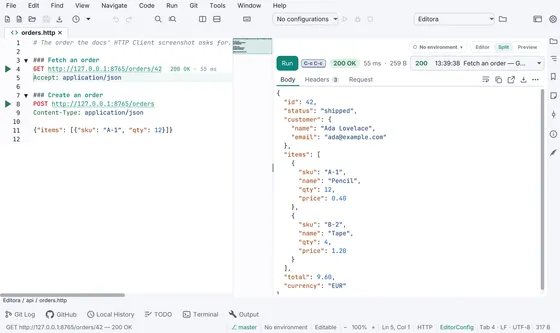 File Edit Find View Navigate Code Run Git Tools Window Help
No configurations
Editora
orders.http
1 # The order the docs' HTTP Client screenshot asks for.
2
3 ### Fetch an order
4 GET http://127.0.0.1:8765/orders/42 200 OK · 55 ms
5 Accept: application/json
6
7 ### Create an order
8 POST http://127.0.0.1:8765/orders
9 Content-Type: application/json
10
11 {"items": [{"sku": "A-1", "qty": 12}]}
12
No environment
Editor Split Preview
Run C-c C-c 200 OK 55 ms · 259 B 200 13:39:38 Fetch an order — G...
Body Headers 3 Request
{
"id": 42,
"status": "shipped",
"customer": {
"name": "Ada Lovelace",
"email": "ada@example.com"
},
"items": [
{
"sku": "A-1",
"name": "Pencil",
"qty": 12,
"price": 0.40
},
{
"sku": "B-2",
"name": "Tape",
"qty": 4,
"price": 1.20
}
],
"total": 9.60,
"currency": "EUR"
}
Editora / api / orders.http
Git Log GitHub Local History TODO Terminal Output
GET http://127.0.0.1:8765/orders/42 — 200 OK master No environment Editable − 100% + Ln 5, Col 1 HTTP EditorConfig Tab 4 LF UTF-8 317 B